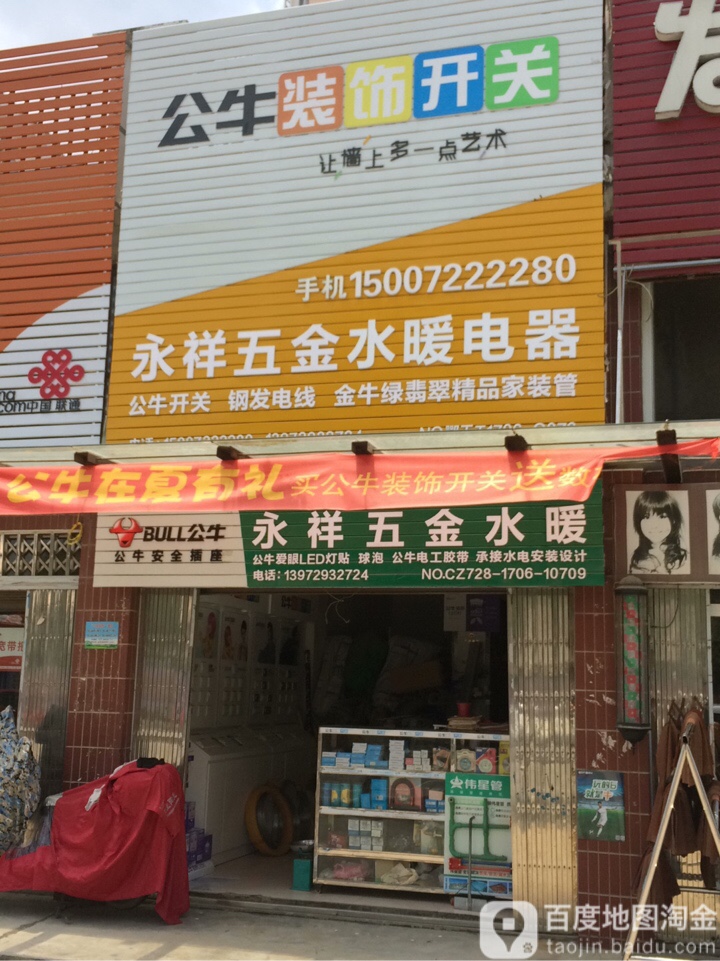 公牛装饰开关
让墙上多一点艺术
手机15007222280
永祥五金水暖电器
公牛开关 钢发电线 金牛绿翡翠精品家装管
中国联通
公牛在夏有礼 买公牛装饰开关送数
BULL公牛
公牛安全插座
永祥五金水暖
公牛爱眼LED灯贴 球泡 公牛电工胶带 承接水电安装设计
电话:13972932724
NO.CZ728-1706-10709
伟星管
百度地图淘金
taojin.baidu.com